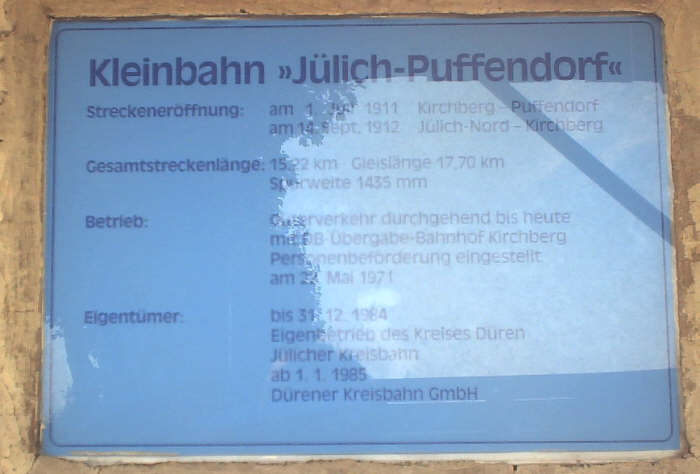 Kleinbahn »Jülich-Puffendorf«
Streckeneröffnung: am 1. 1911 Kirchberg – Puffendorf
am 14. Sept. 1912 Jülich-Nord – Kirchberg
Gesamtstreckenlänge: 15,22 km Gleislänge 17,70 km
Spurweite 1435 mm
Betrieb: Güterverkehr durchgehend bis heute
mit DB-Übergabe-Bahnhof Kirchberg
Personenbeförderung eingestellt
am Mai 1971
Eigentümer: bis 31. 12. 1984
Eigenbetrieb des Kreises Düren
Jülicher Kreisbahn
ab 1. 1. 1985
Dürener Kreisbahn GmbH